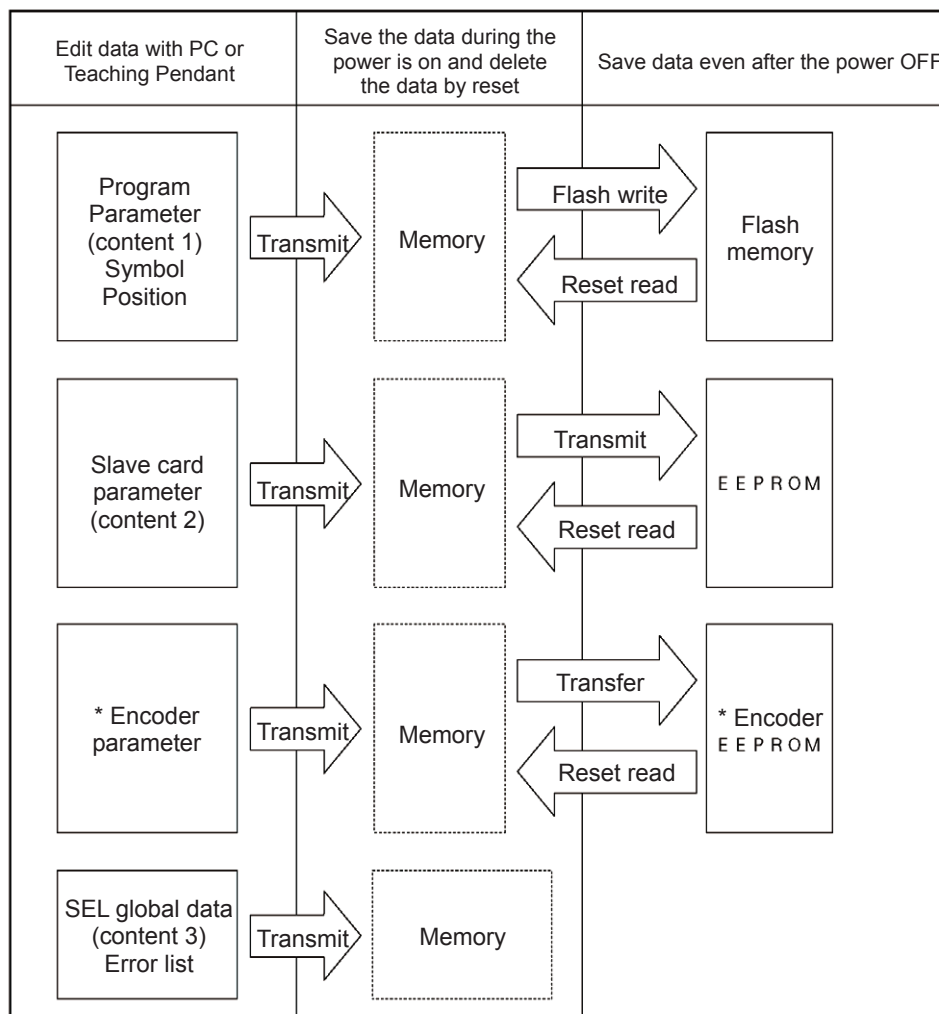 Edit data with PC or
Teaching Pendant
Save the data during the
power is on and delete
the data by reset
Save data even after the power OFF
Program
Parameter
(content 1)
Symbol
Position
Transmit
Memory
Flash write
Reset read
Flash
memory
Slave card
parameter
(content 2)
Transmit
Memory
Transmit
Reset read
EEPROM
* Encoder
parameter
Transmit
Memory
Transfer
Reset read
* Encoder
EEPROM
SEL global data
(content 3)
Error list
Transmit
Memory